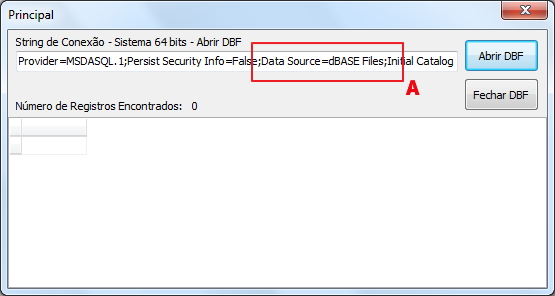 Principal
String de Conexão - Sistema 64 bits - Abrir DBF
Provider=MSDASQL.1;Persist Security Info=False;Data Source=dBASE Files;Initial Catalog
Abrir DBF
A
Fechar DBF
Número de Registros Encontrados: 0